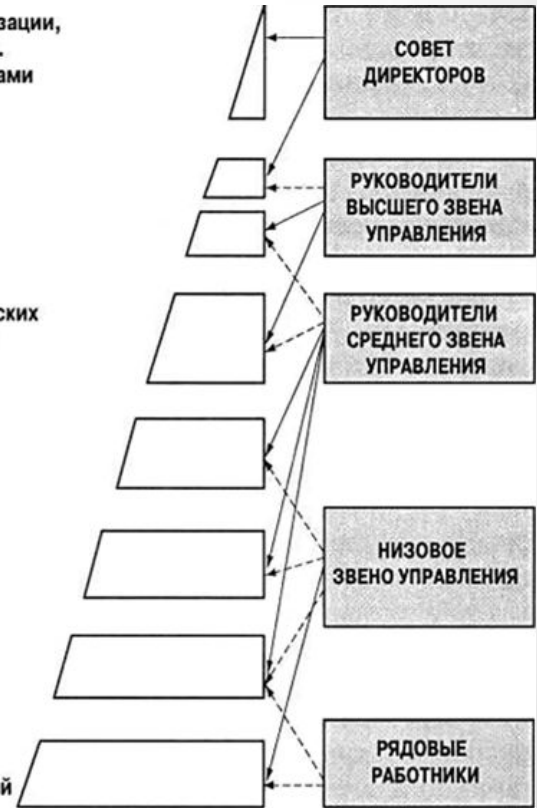 зации,
.
ами
СОВЕТ
ДИРЕКТОРОВ
РУКОВОДИТЕЛИ
ВЫСШЕГО ЗВЕНА
УПРАВЛЕНИЯ
ских
РУКОВОДИТЕЛИ
СРЕДНЕГО ЗВЕНА
УПРАВЛЕНИЯ
НИЗОВОЕ
ЗВЕНО УПРАВЛЕНИЯ
РЯДОВЫЕ
РАБОТНИКИ
й